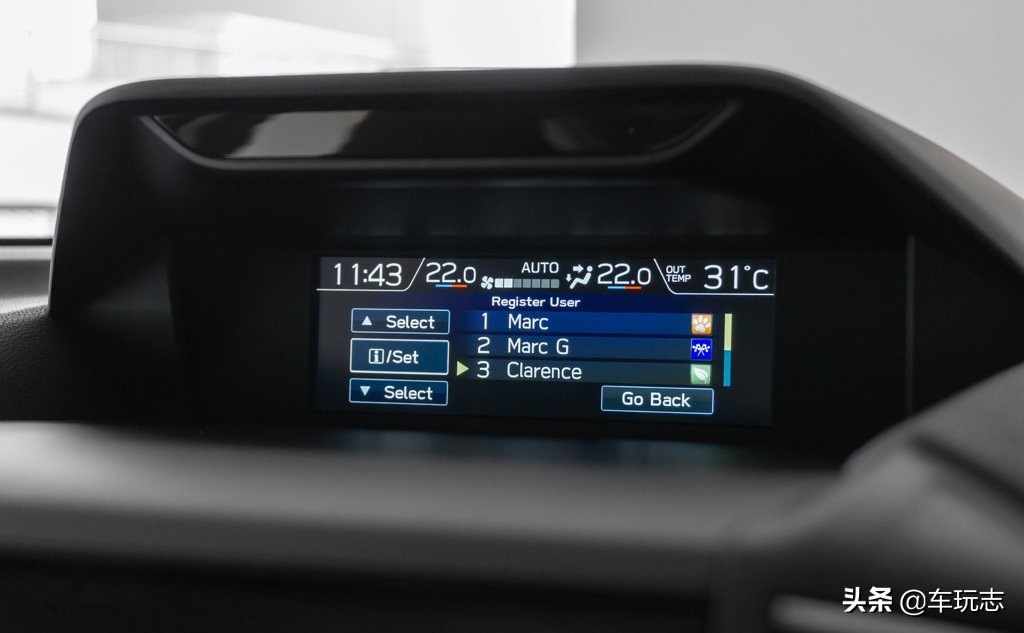 11:43 22.0 AUTO 22.0 OUT TEMP 31°C
Register User
▲ Select 1 Marc
i/Set 2 Marc G
▶ 3 Clarence
▼ Select Go Back
头条 @车玩志